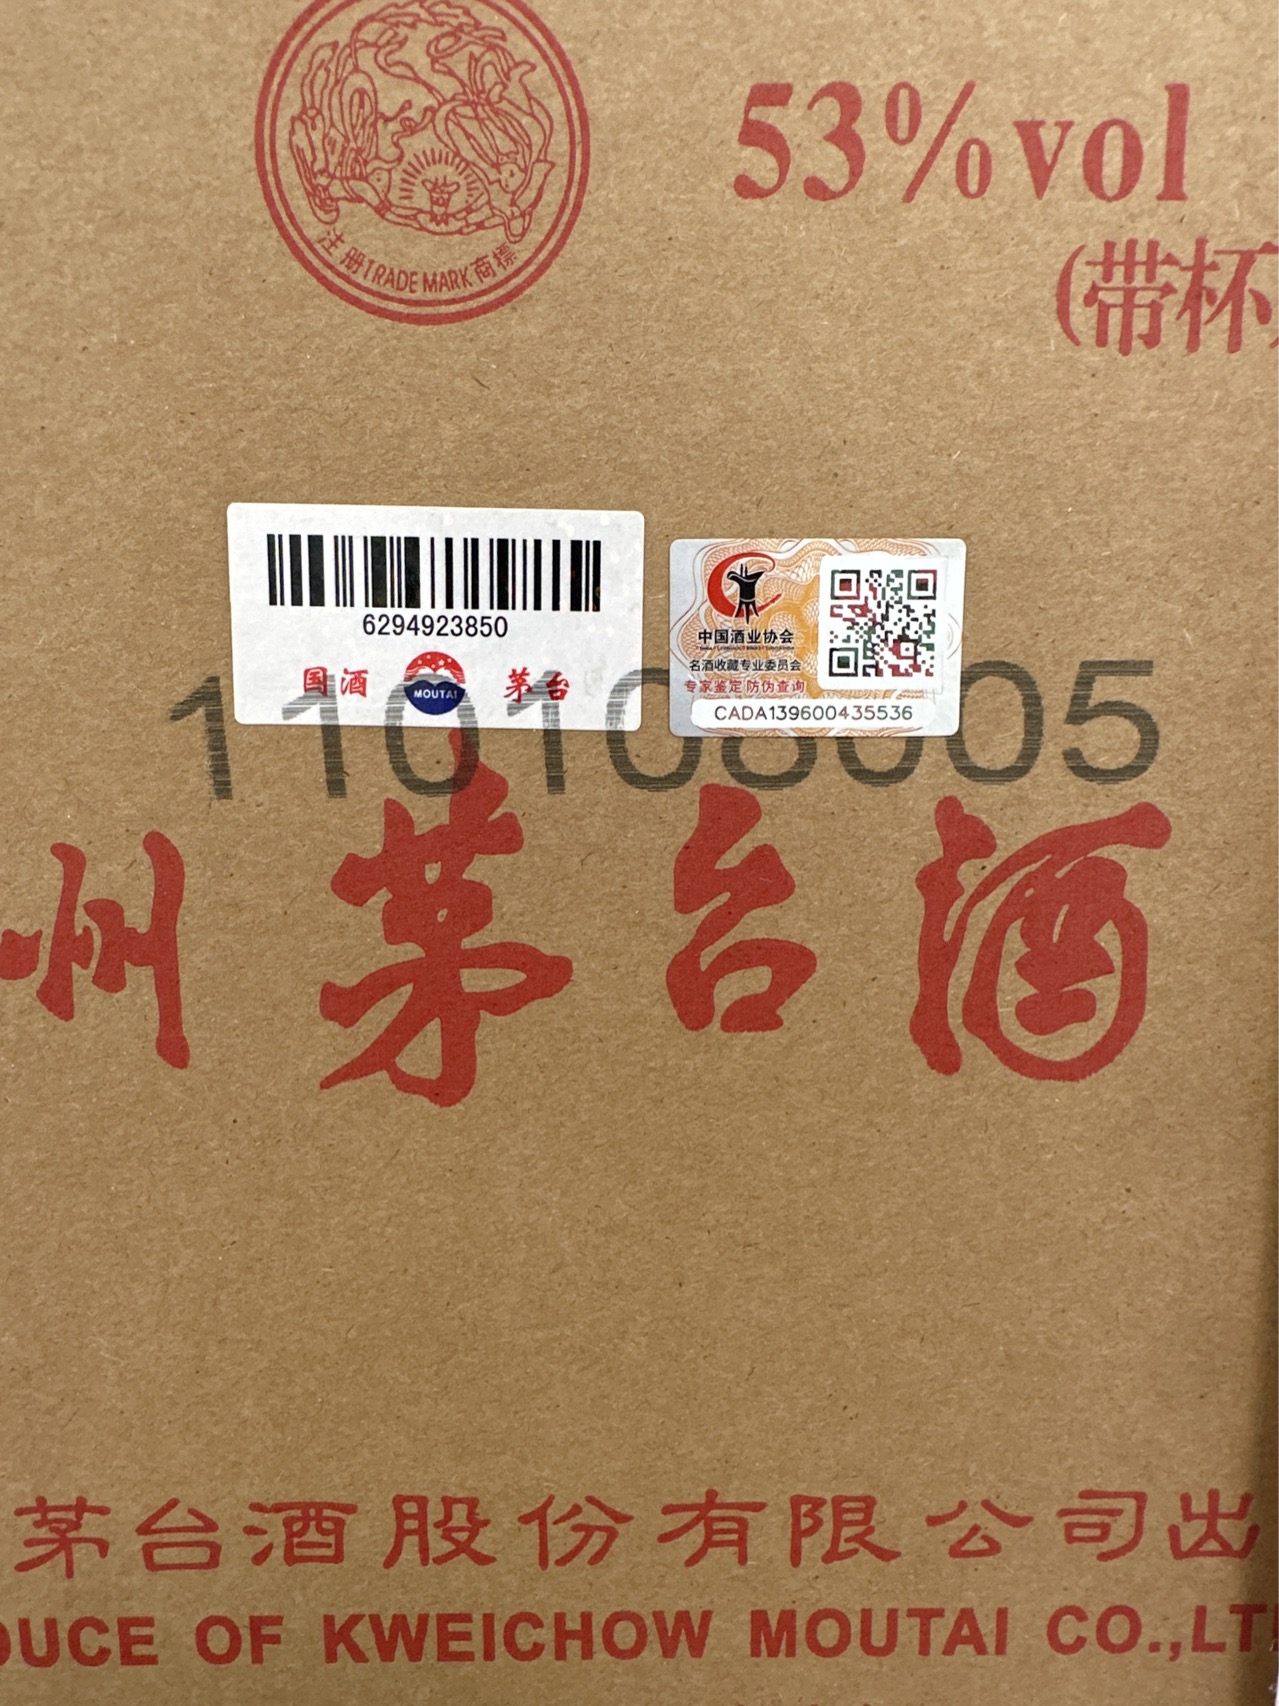 注册TRADE MARK商標
53%vol
(带杯)
6294923850
国酒
MOUTAI
茅台
中国酒业协会
名酒收藏专业委员会
专家鉴定 防伪查询
CADA139600435536
110108005
州茅台酒
茅台酒股份有限公司出
DUCE OF KWEICHOW MOUTAI CO.,LT